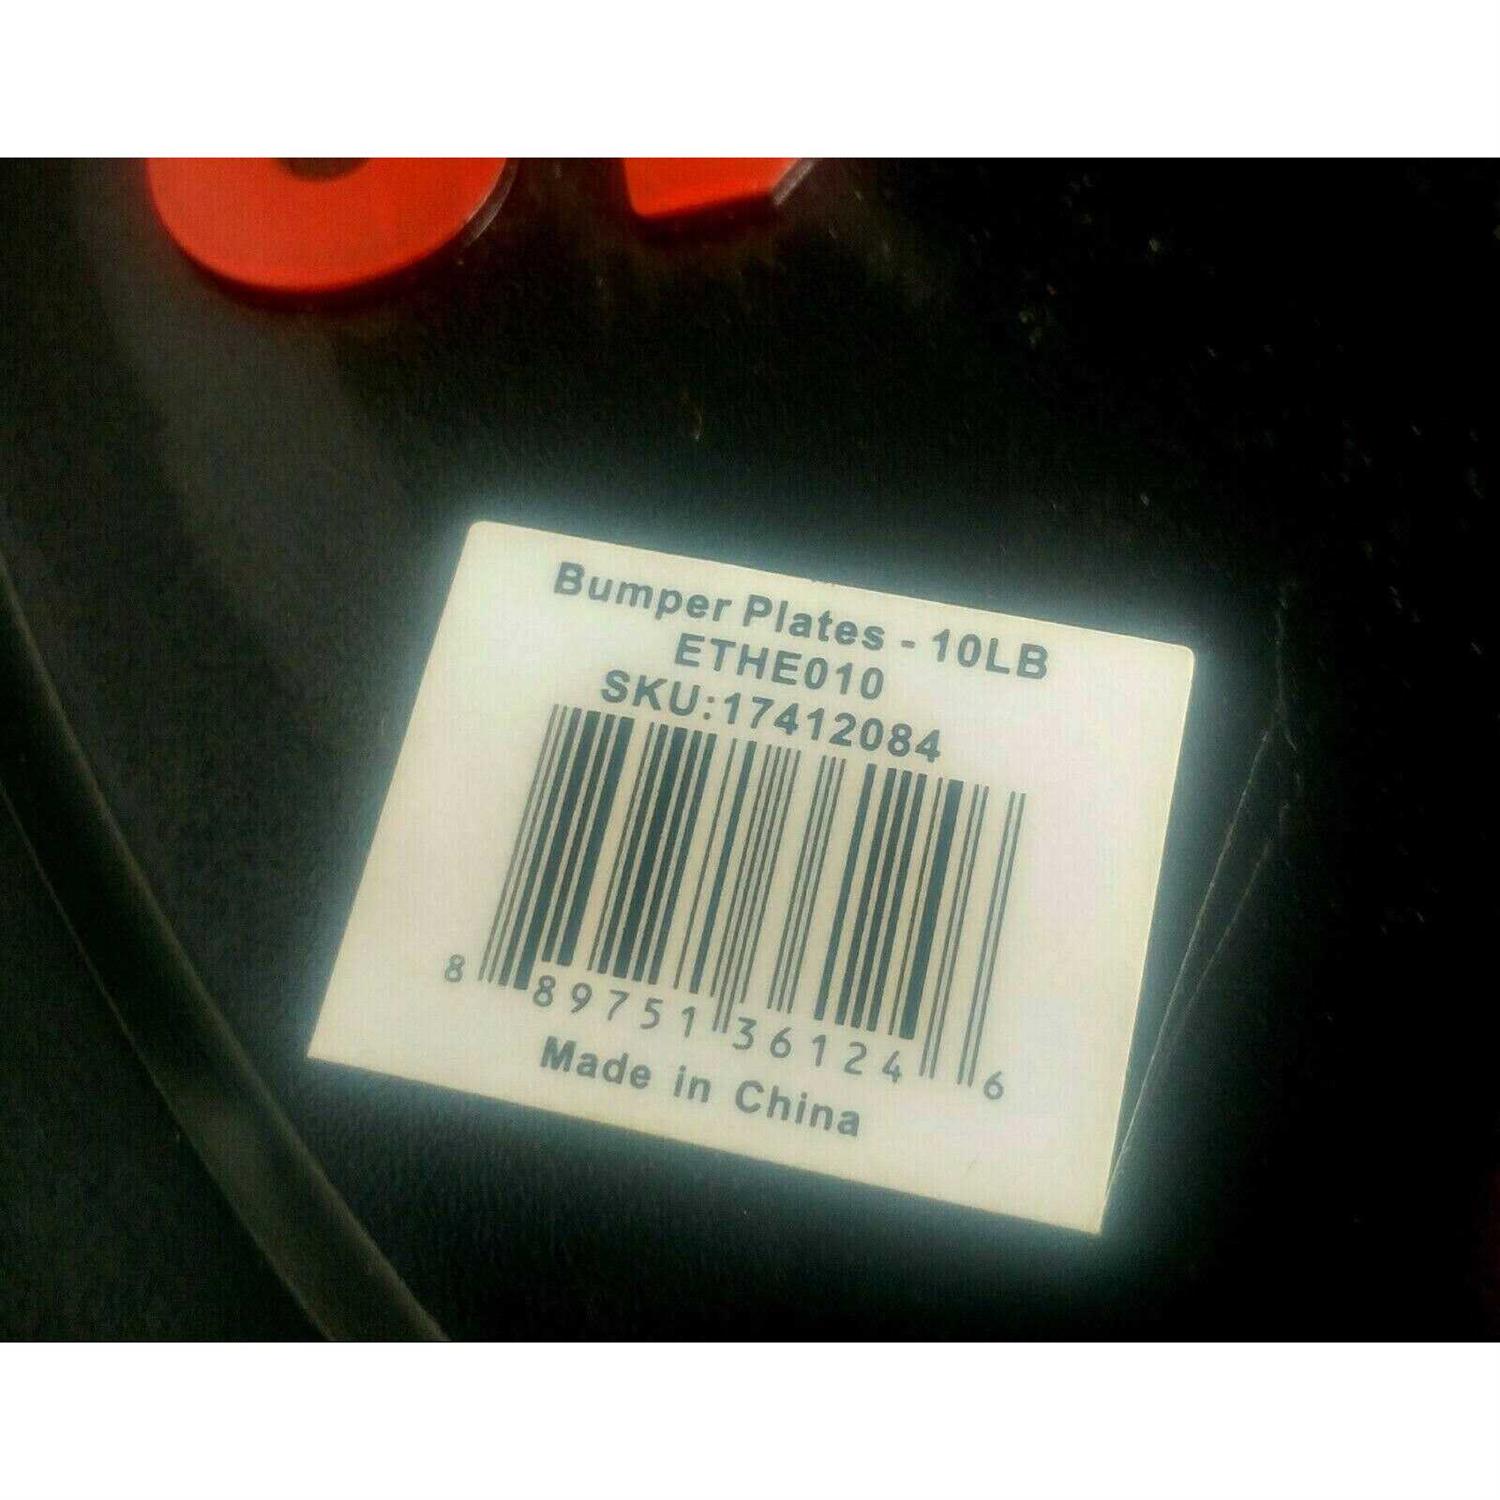 Bumper Plates - 10LB
ETHE010
SKU:17412084
8 89751 36124 6
Made in China